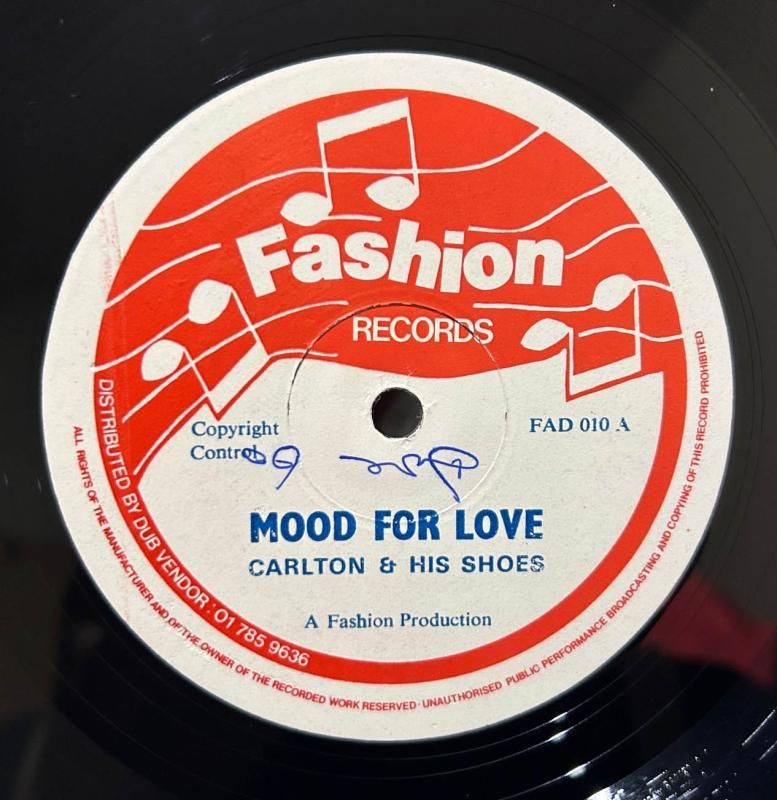 Fashion
RECORDS
Copyright
Control
FAD 010 A
MOOD FOR LOVE
CARLTON & HIS SHOES
A Fashion Production
DISTRIBUTED BY DUB VENDOR: 01 785 9636
ALL RIGHTS OF THE MANUFACTURER AND OF THE OWNER OF THE RECORDED WORK RESERVED · UNAUTHORISED PUBLIC PERFORMANCE BROADCASTING AND COPYING OF THIS RECORD PROHIBITED